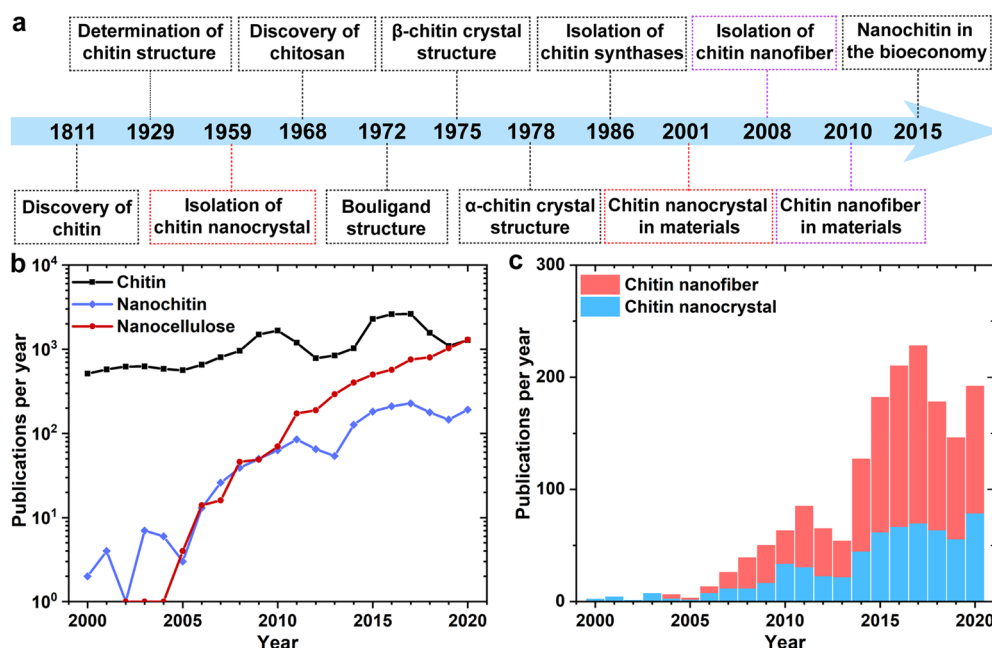 a
Determination of
chitin structure
Discovery of
chitosan
β-chitin crystal
structure
Isolation of
chitin synthases
Isolation of
chitin nanofiber
Nanochitin in
the bioeconomy
1811 1929 1959 1968 1972 1975 1978 1986 2001 2008 2010 2015
Discovery of
chitin
Isolation of
chitin nanocrystal
Bouligand
structure
α-chitin crystal
structure
Chitin nanocrystal
in materials
Chitin nanofiber
in materials
b
Publications per year
10⁴
10³
10²
10¹
10⁰
Chitin
Nanochitin
Nanocellulose
2000 2005 2010 2015 2020
Year
c
Publications per year
300
200
100
0
Chitin nanofiber
Chitin nanocrystal
2000 2005 2010 2015 2020
Year